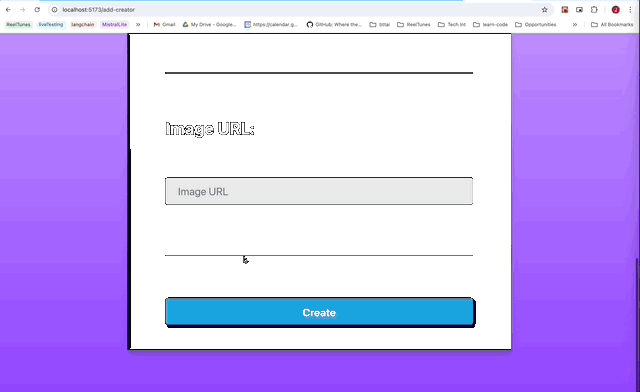 localhost:5173/add-creator
J
ReelTunes liveTesting langchain MistralLite » Gmail My Drive - Google... https://calendar.g... GitHub: Where the... tittai ReelTunes Tech Int learn-code Opportunities » All Bookmarks
Image URL:
Image URL
Create